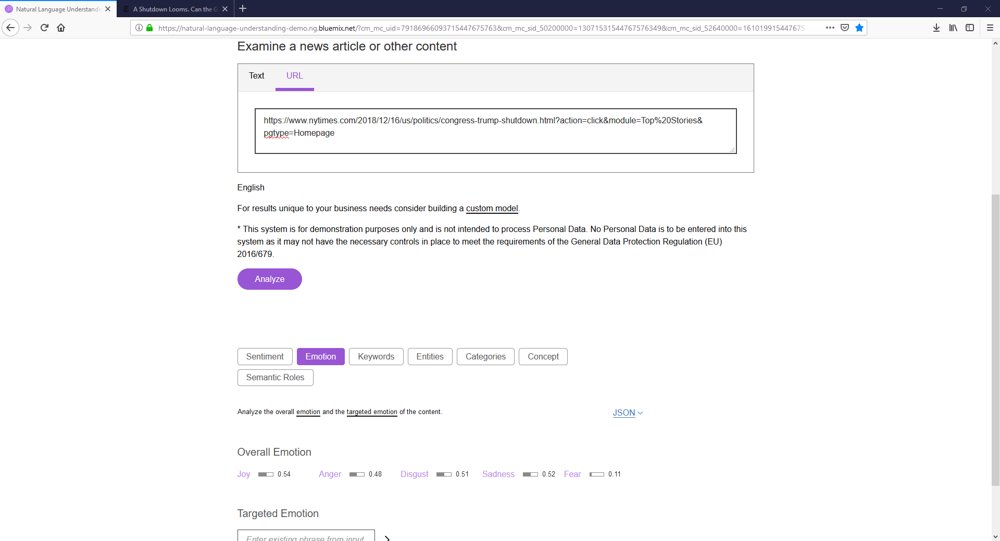 Natural Language Understandi
A Shutdown Looms. Can the G
https://natural-language-understanding-demo.ng.bluemix.net/?cm_mc_uid=79186966093715447675763&cm_mc_sid_50200000=13071531544767576349&cm_mc_sid_52640000=161019915447675
Examine a news article or other content
Text URL
https://www.nytimes.com/2018/12/16/us/politics/congress-trump-shutdown.html?action=click&module=Top%20Stories&
pgtype=Homepage
English
For results unique to your business needs consider building a custom model.
* This system is for demonstration purposes only and is not intended to process Personal Data. No Personal Data is to be entered into this
system as it may not have the necessary controls in place to meet the requirements of the General Data Protection Regulation (EU)
2016/679.
Analyze
Sentiment Emotion Keywords Entities Categories Concept
Semantic Roles
Analyze the overall emotion and the targeted emotion of the content. JSON
Overall Emotion
Joy 0.54 Anger 0.48 Disgust 0.51 Sadness 0.52 Fear 0.11
Targeted Emotion
Enter existing phrase from input